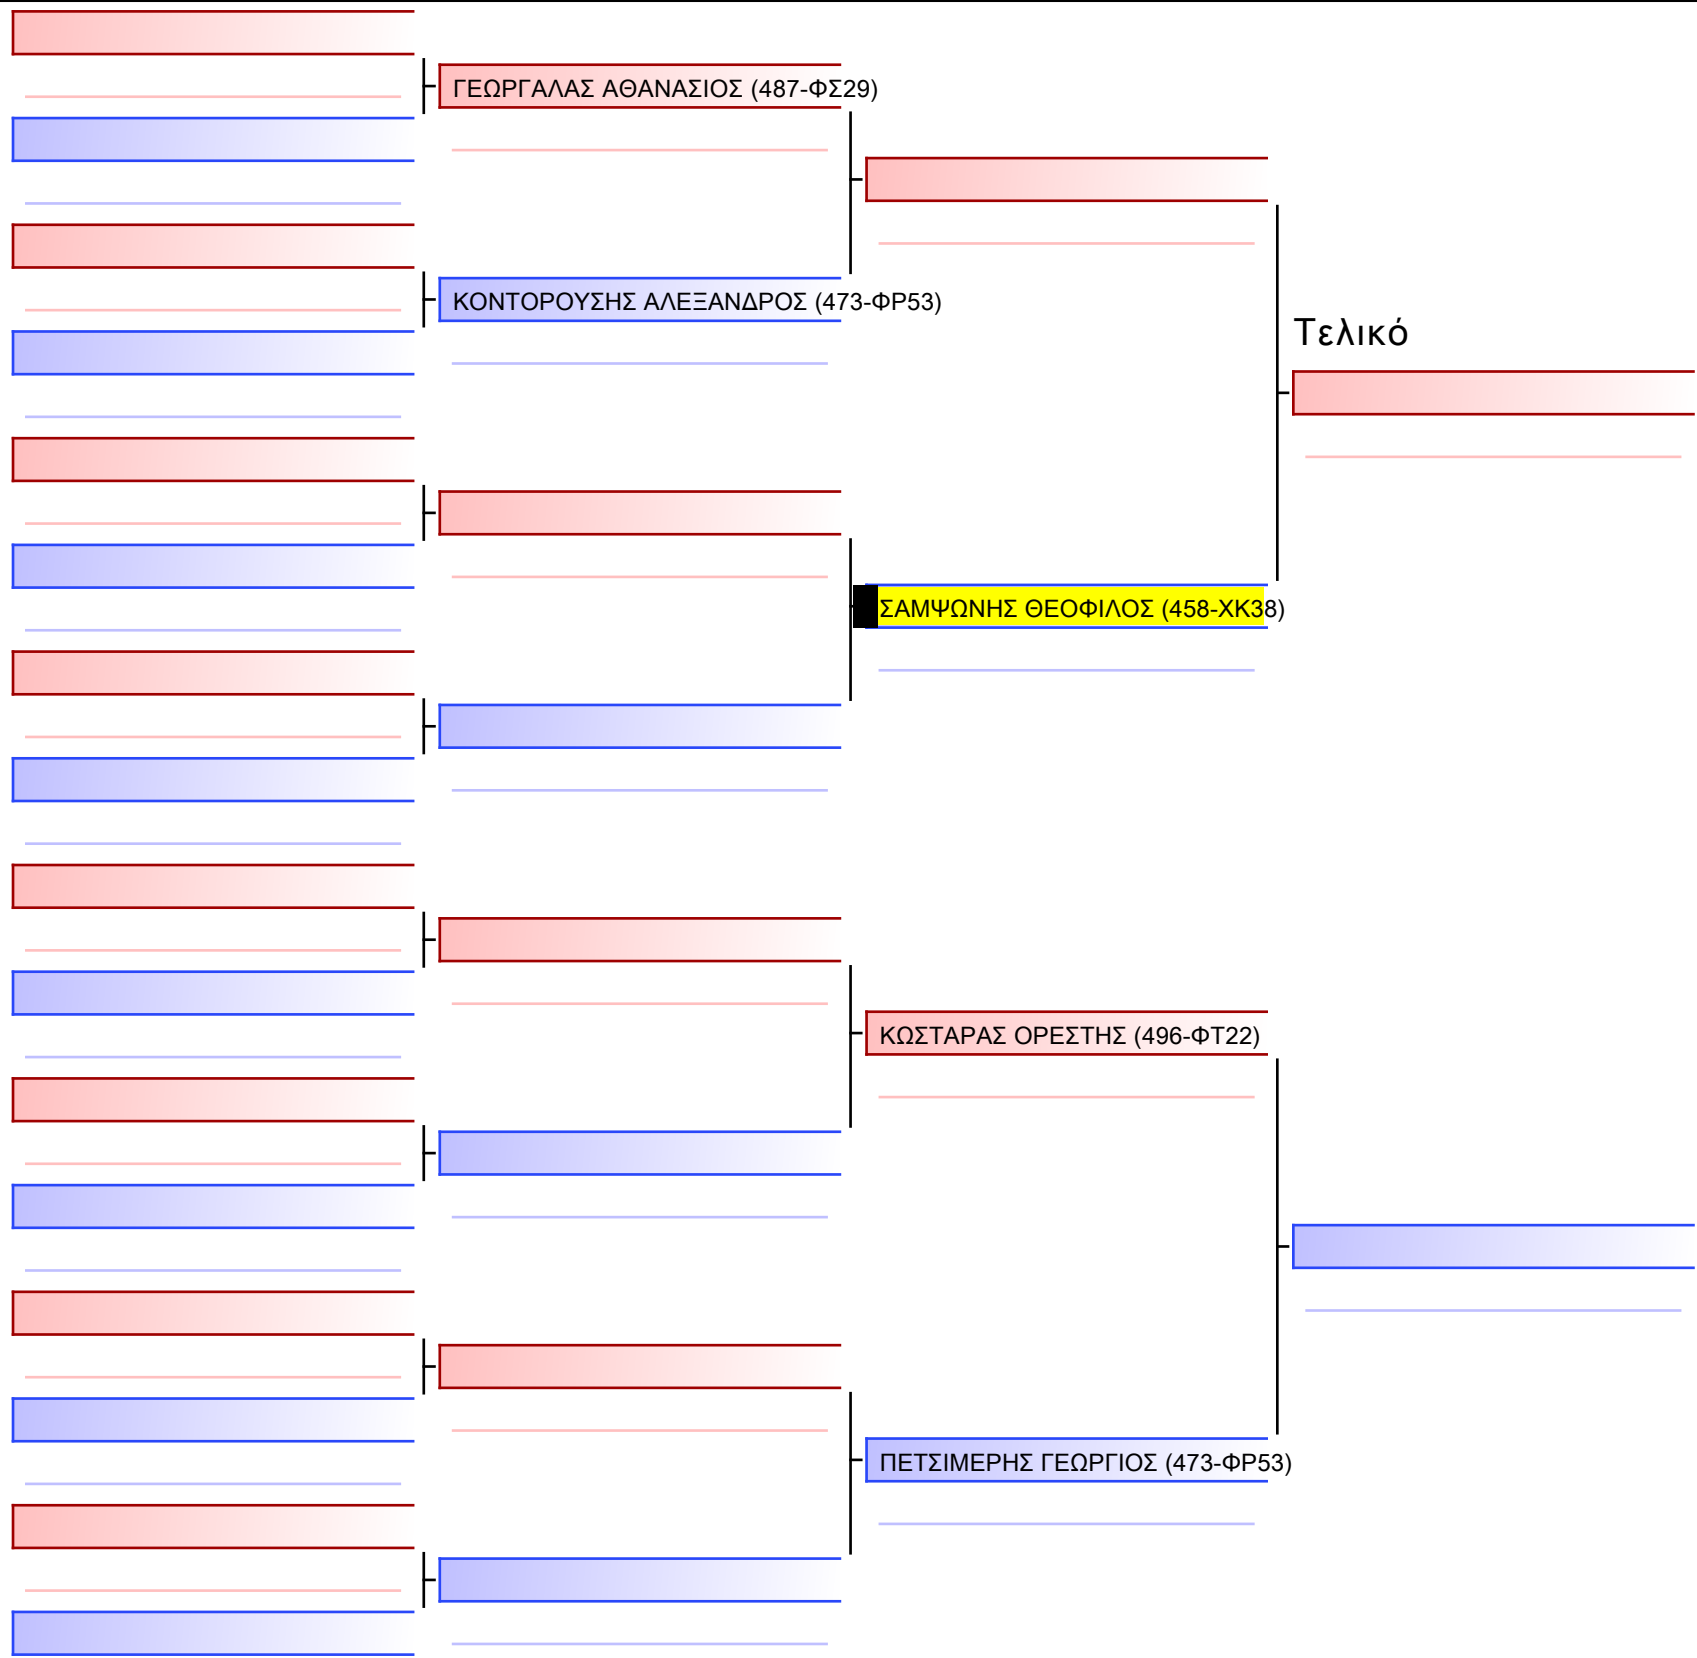 ΓΕΩΡΓΑΛΑΣ ΑΘΑΝΑΣΙΟΣ (487-ΦΣ29)
ΚΟΝΤΟΡΟΥΣΗΣ ΑΛΕΞΑΝΔΡΟΣ (473-ΦΡ53)
Τελικό
ΣΑΜΨΩΝΗΣ ΘΕΟΦΙΛΟΣ (458-ΧΚ38)
ΚΩΣΤΑΡΑΣ ΟΡΕΣΤΗΣ (496-ΦΤ22)
ΠΕΤΣΙΜΕΡΗΣ ΓΕΩΡΓΙΟΣ (473-ΦΡ53)